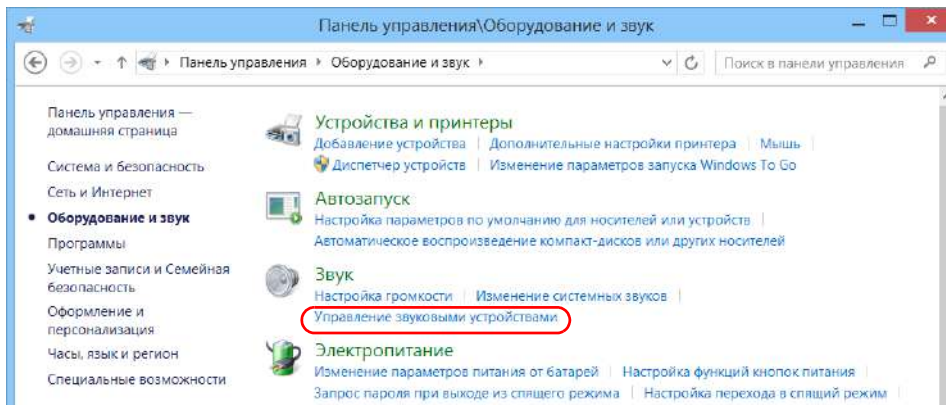 Панель управления\Оборудование и звук
Панель управления Оборудование и звук
Поиск в панели управления
Панель управления —
домашняя страница
Система и безопасность
Сеть и Интернет
Оборудование и звук
Программы
Учетные записи и Семейная
безопасность
Оформление и
персонализация
Часы, язык и регион
Специальные возможности
Устройства и принтеры
Добавление устройства | Дополнительные настройки принтера | Мышь |
Диспетчер устройств | Изменение параметров запуска Windows To Go
Автозапуск
Настройка параметров по умолчанию для носителей или устройств |
Автоматическое воспроизведение компакт-дисков или других носителей
Звук
Настройка громкости | Изменение системных звуков |
Управление звуковыми устройствами
Электропитание
Изменение параметров питания от батарей | Настройка функций кнопок питания |
Запрос пароля при выходе из спящего режима | Настройка перехода в спящий режим |